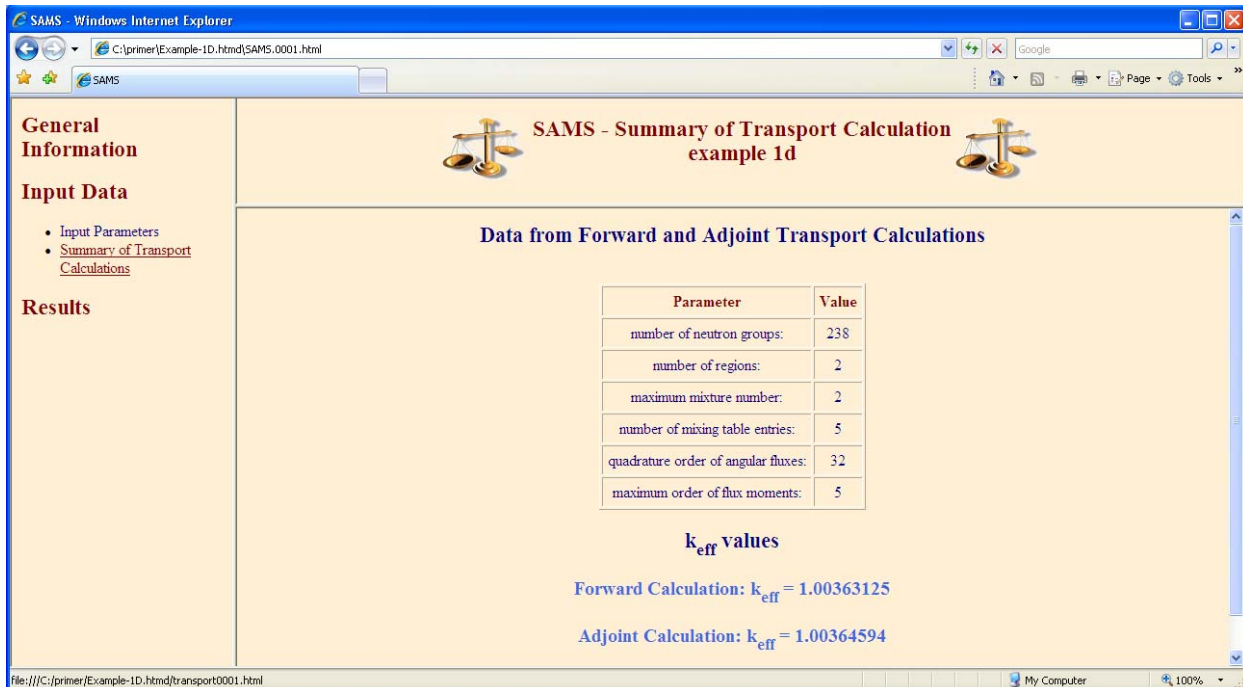 SAMS - Windows Internet Explorer
C:\primer\Example-1D.htmd\SAMS.0001.html
Google
SAMS
Page
Tools
General
Information
Input Data
• Input Parameters
• Summary of Transport
Calculations
Results
SAMS - Summary of Transport Calculation
example 1d
Data from Forward and Adjoint Transport Calculations
Parameter Value
number of neutron groups: 238
number of regions: 2
maximum mixture number: 2
number of mixing table entries: 5
quadrature order of angular fluxes: 32
maximum order of flux moments: 5
keff values
Forward Calculation: keff = 1.00363125
Adjoint Calculation: keff = 1.00364594
file:///C:/primer/Example-1D.htmd/transport0001.html
My Computer
100%